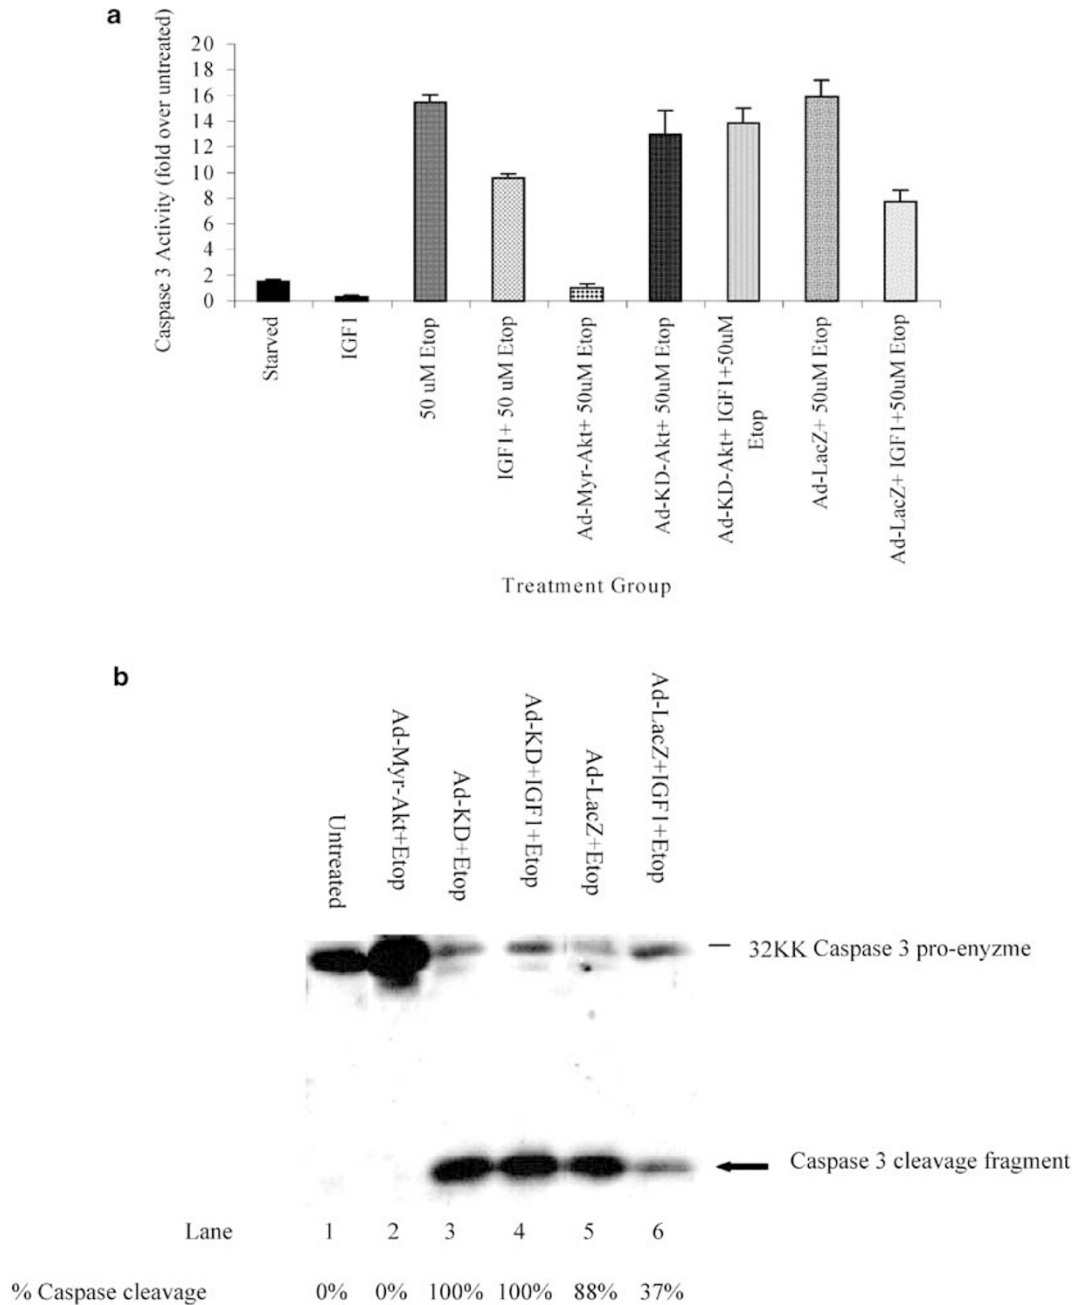 a
Caspase 3 Activity (fold over untreated)
20
18
16
14
12
10
8
6
4
2
0
Starved
IGF1
50 uM Etop
IGF1+ 50 uM Etop
Ad-Myr-Akt+ 50uM Etop
Ad-KD-Akt+ 50uM Etop
Ad-KD-Akt+ IGF1+50uM
Etop
Ad-LacZ+ 50uM Etop
Ad-LacZ+ IGF1+50uM Etop
Treatment Group
b
Untreated
Ad-Myr-Akt+Etop
Ad-KD+Etop
Ad-KD+IGF1+Etop
Ad-LacZ+Etop
Ad-LacZ+IGF1+Etop
32KK Caspase 3 pro-enyzme
Caspase 3 cleavage fragment
Lane 1 2 3 4 5 6
% Caspase cleavage 0% 0% 100% 100% 88% 37%